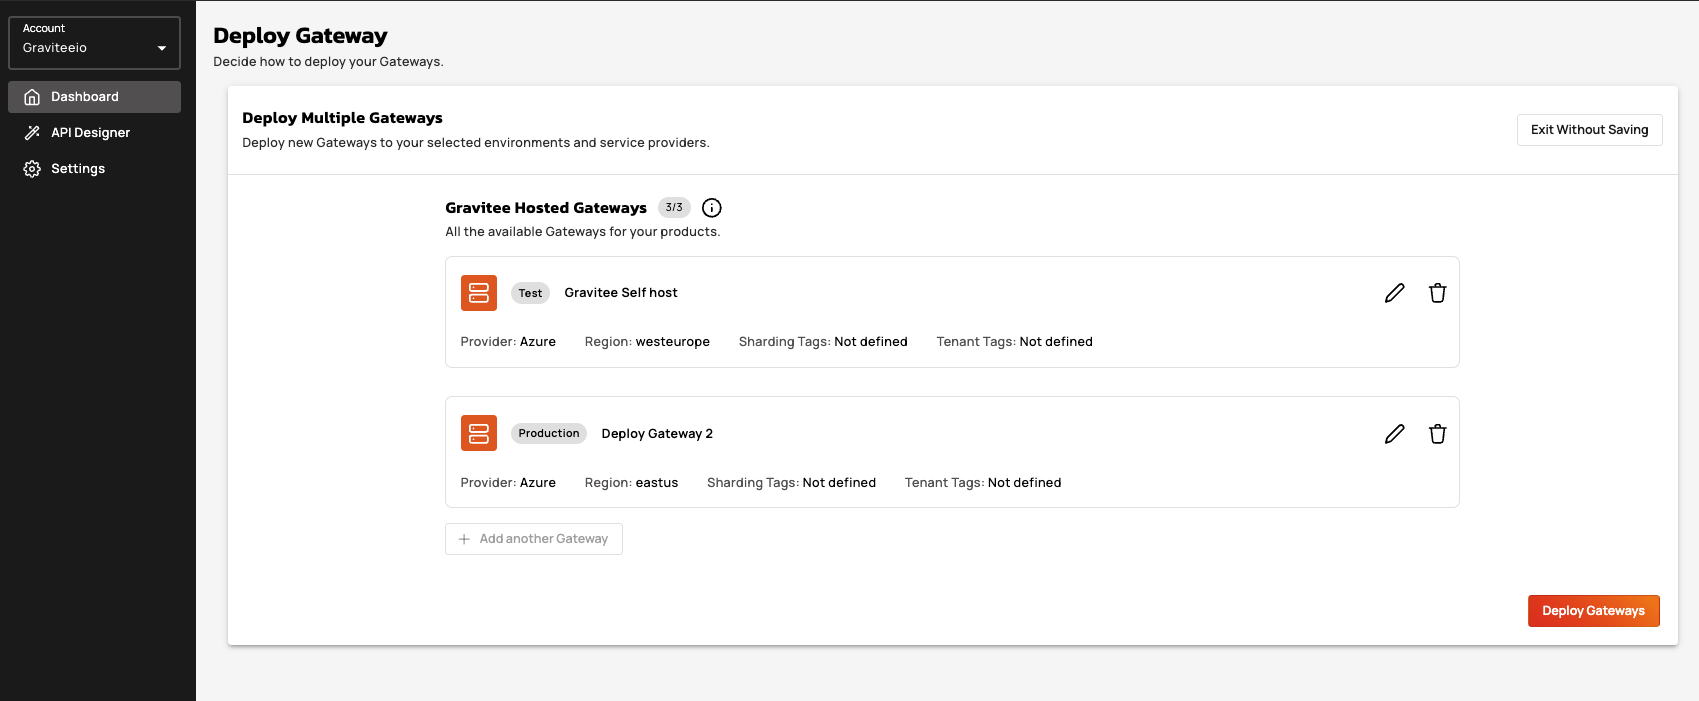 Account
Graviteeio
Dashboard
API Designer
Settings
Deploy Gateway
Decide how to deploy your Gateways.
Deploy Multiple Gateways
Deploy new Gateways to your selected environments and service providers.
Exit Without Saving
Gravitee Hosted Gateways 3/3
All the available Gateways for your products.
Test Gravitee Self host
Provider: Azure Region: westeurope Sharding Tags: Not defined Tenant Tags: Not defined
Production Deploy Gateway 2
Provider: Azure Region: eastus Sharding Tags: Not defined Tenant Tags: Not defined
Add another Gateway
Deploy Gateways